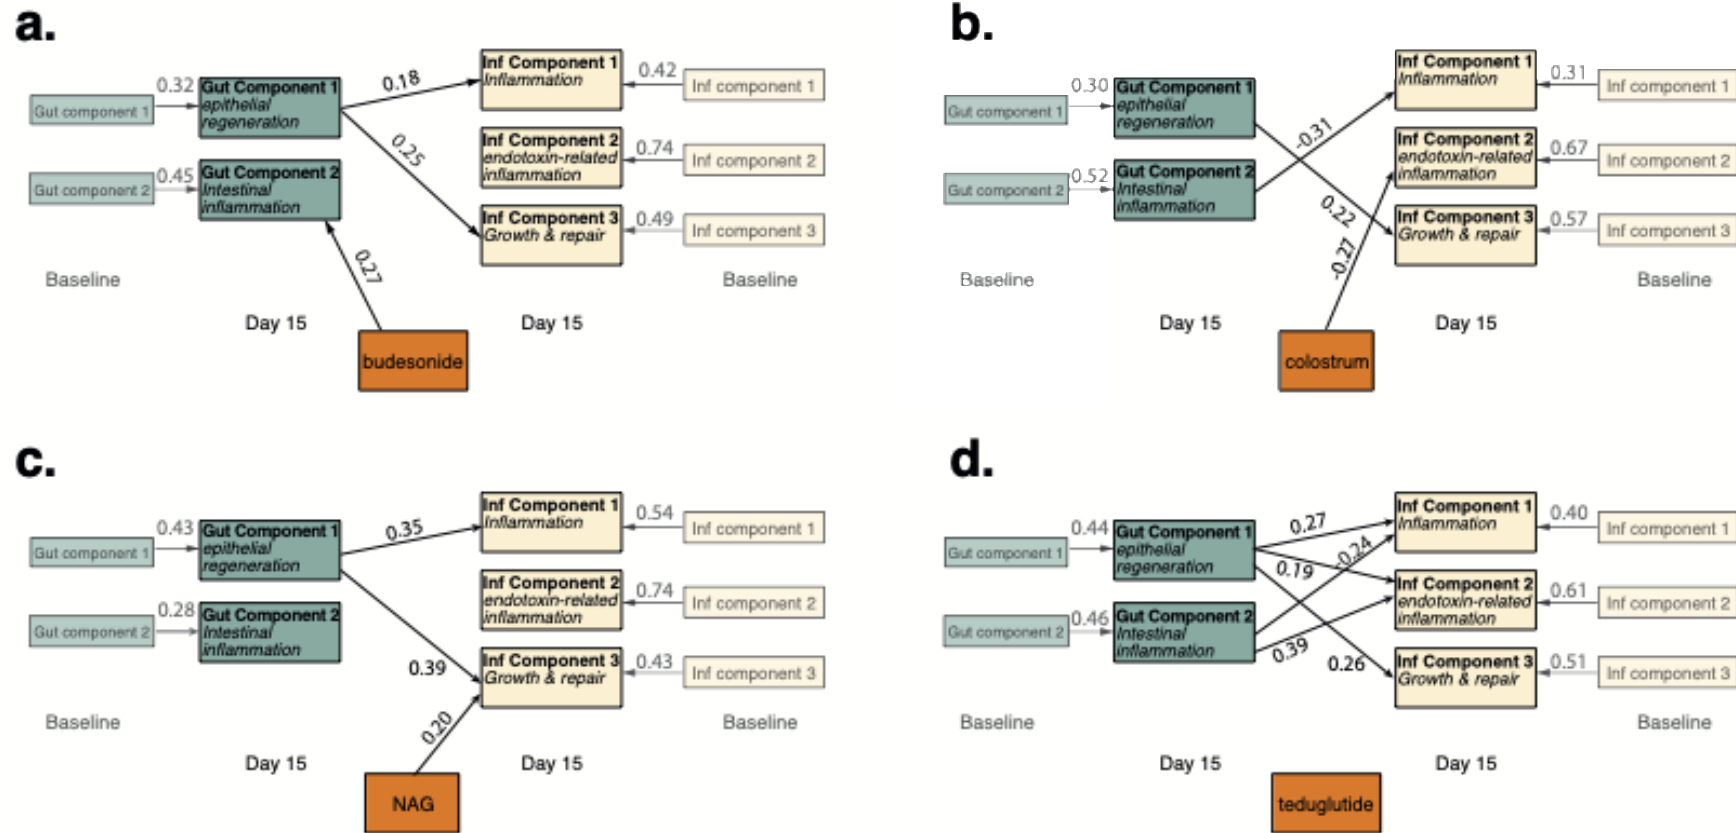 a.
0.32
Gut component 1
Gut Component 1
epithelial
regeneration
0.18
Inf Component 1
Inflammation
0.42
Inf component 1
0.45
Gut component 2
Gut Component 2
Intestinal
inflammation
0.25
Inf Component 2
endotoxin-related
inflammation
0.74
Inf component 2
Inf Component 3
Growth & repair
0.49
Inf component 3
0.27
Baseline
Day 15
Day 15
Baseline
budesonide
b.
0.30
Gut component 1
Gut Component 1
epithelial
regeneration
-0.31
Inf Component 1
Inflammation
0.31
Inf component 1
0.52
Gut component 2
Gut Component 2
Intestinal
inflammation
Inf Component 2
endotoxin-related
inflammation
0.67
Inf component 2
0.22
Inf Component 3
Growth & repair
0.57
Inf component 3
-0.27
Baseline
Day 15
Day 15
Baseline
colostrum
c.
0.43
Gut component 1
Gut Component 1
epithelial
regeneration
0.35
Inf Component 1
Inflammation
0.54
Inf component 1
0.28
Gut component 2
Gut Component 2
Intestinal
inflammation
Inf Component 2
endotoxin-related
inflammation
0.74
Inf component 2
0.39
Inf Component 3
Growth & repair
0.43
Inf component 3
0.20
Baseline
Day 15
Day 15
Baseline
NAG
d.
0.44
Gut component 1
Gut Component 1
epithelial
regeneration
0.27
-0.24
0.19
Inf Component 1
Inflammation
0.40
Inf component 1
0.46
Gut component 2
Gut Component 2
Intestinal
inflammation
Inf Component 2
endotoxin-related
inflammation
0.61
Inf component 2
0.39
0.26
Inf Component 3
Growth & repair
0.51
Inf component 3
Baseline
Day 15
Day 15
Baseline
teduglutide